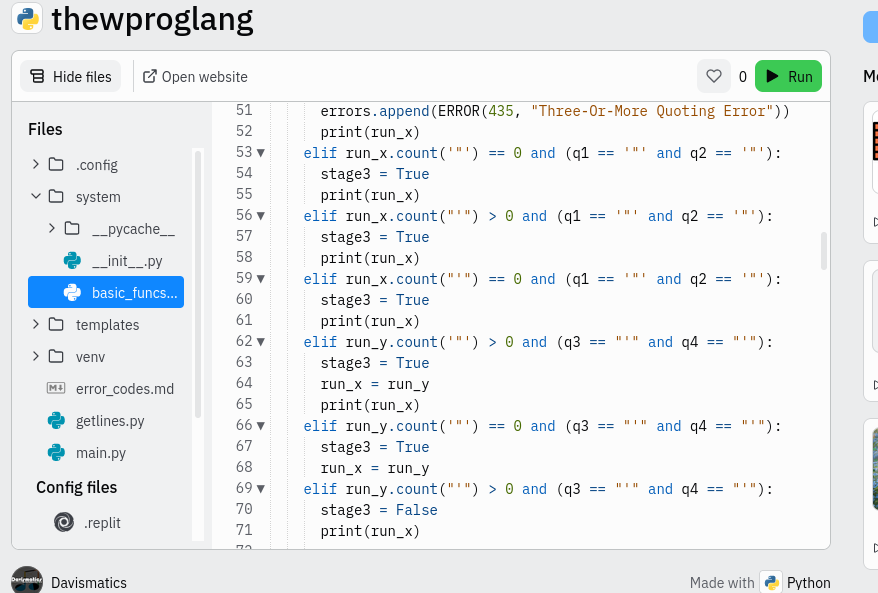 thewproglang
Hide files
Open website
0
Run
Files
.config
system
__pycache__
__init__.py
basic_funcs...
templates
venv
error_codes.md
getlines.py
main.py
Config files
.replit
51 errors.append(ERROR(435, "Three-Or-More Quoting Error"))
52 print(run_x)
53 elif run_x.count('"') == 0 and (q1 == '"' and q2 == '"'):
54 stage3 = True
55 print(run_x)
56 elif run_x.count("'") > 0 and (q1 == '"' and q2 == '"'):
57 stage3 = True
58 print(run_x)
59 elif run_x.count("'") == 0 and (q1 == '"' and q2 == '"'):
60 stage3 = True
61 print(run_x)
62 elif run_y.count('"') > 0 and (q3 == "'" and q4 == "'"):
63 stage3 = True
64 run_x = run_y
65 print(run_x)
66 elif run_y.count('"') == 0 and (q3 == "'" and q4 == "'"):
67 stage3 = True
68 run_x = run_y
69 elif run_y.count("'") > 0 and (q3 == "'" and q4 == "'"):
70 stage3 = False
71 print(run_x)
Davismatics
Made with Python